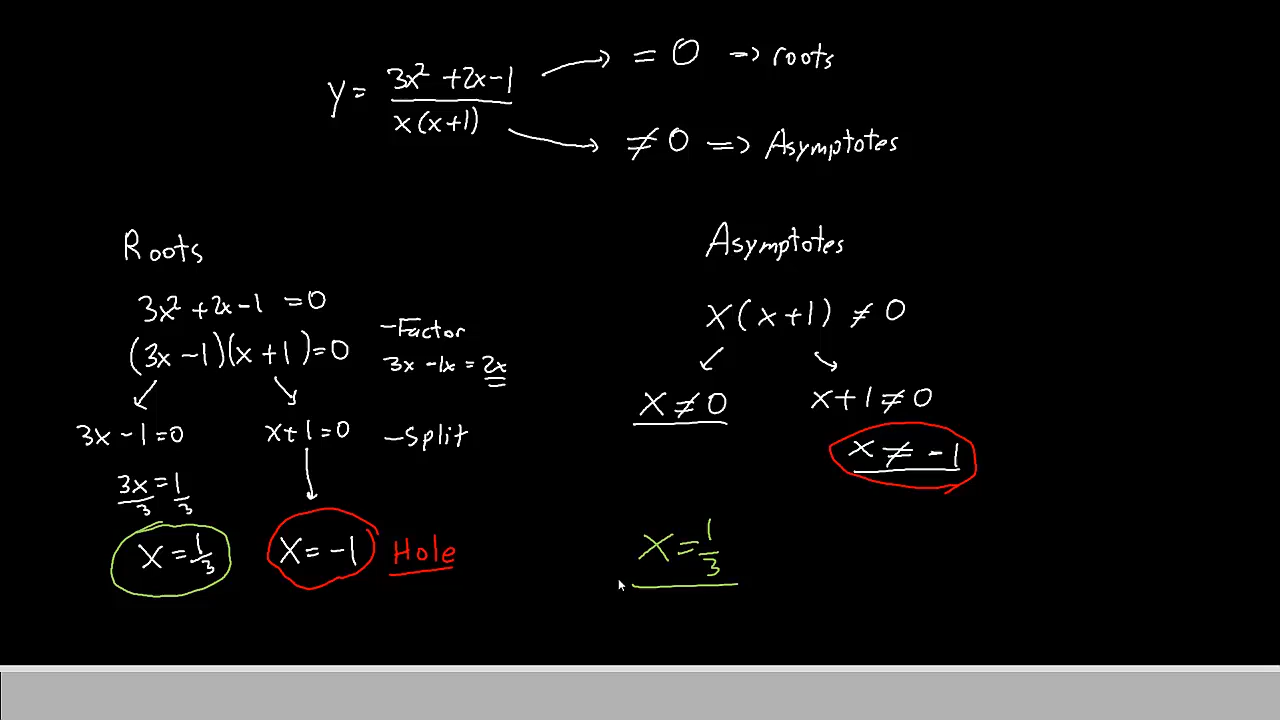 y = 3x² + 2x - 1 / x(x+1) → = 0 => roots
→ ≠ 0 => Asymptotes
Roots
3x² + 2x - 1 = 0
(3x - 1)(x + 1) = 0
- Factor
3x - 1x = 2x
3x - 1 = 0
x + 1 = 0
- Split
3x/3 = 1/3
x = 1/3
x = -1
Hole
Asymptotes
x(x+1) ≠ 0
x ≠ 0
x + 1 ≠ 0
x ≠ -1
x = 1/3